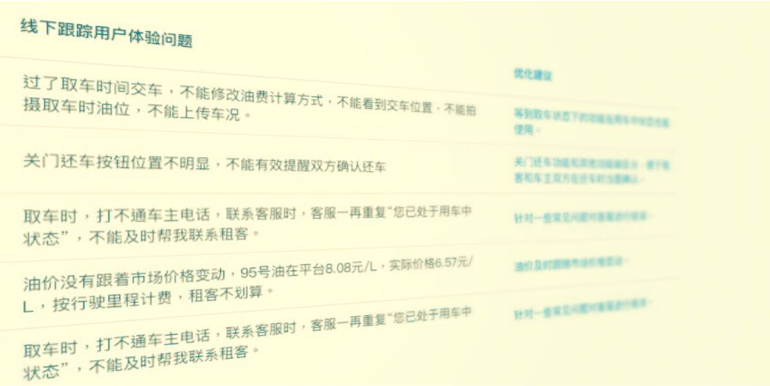 线下跟踪用户体验问题
优化建议
过了取车时间交车，不能修改油费计算方式，不能看到交车位置，不能拍
摄取车时油位，不能上传车况。
使用。
关门还车按钮位置不明显，不能有效提醒双方确认还车
取车时，打不通车主电话，联系客服时，客服一再重复“您已处于用车中
状态”，不能及时帮我联系租客。
油价没有跟着市场价格变动，95号油在平台8.08元/L，实际价格6.57元/
L，按行驶里程计费，租客不划算。
取车时，打不通车主电话，联系客服时，客服一再重复“您已处于用车中
状态”，不能及时帮我联系租客。